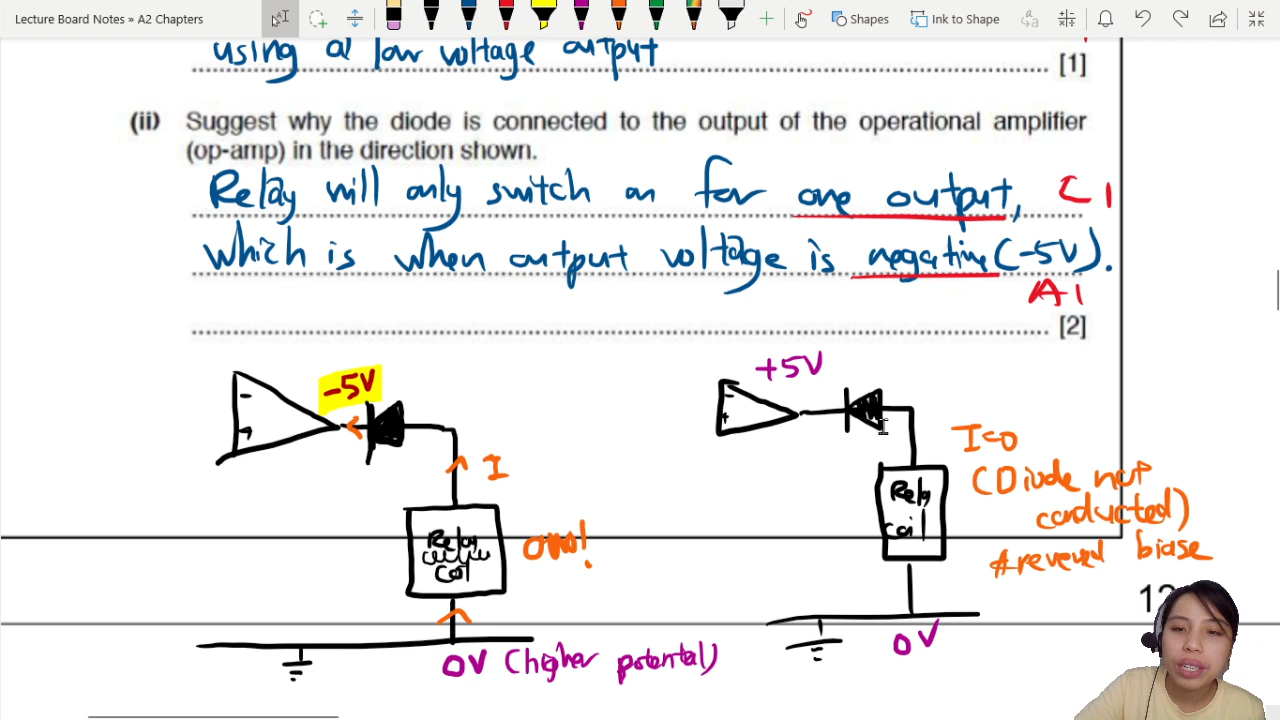 Lecture Board Notes » A2 Chapters
Shapes
Ink to Shape
using a low voltage output
[1]
(ii) Suggest why the diode is connected to the output of the operational amplifier
(op-amp) in the direction shown.
Relay will only switch on for one output, C1
which is when output voltage is negative (-5V).
A1
[2]
-5V
+5V
I
Relay
coil
on!
0V (higher potential)
Relay
coil
I=0
(Diode not
conducted)
biase
0V